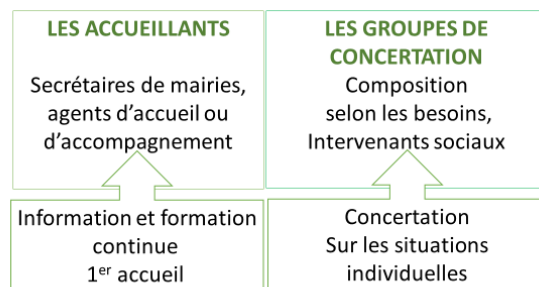 LES ACCUEILLANTS
Secrétaires de mairies,
agents d'accueil ou
d'accompagnement
Information et formation
continue
1er accueil
LES GROUPES DE
CONCERTATION
Composition
selon les besoins,
Intervenants sociaux
Concertation
Sur les situations
individuelles